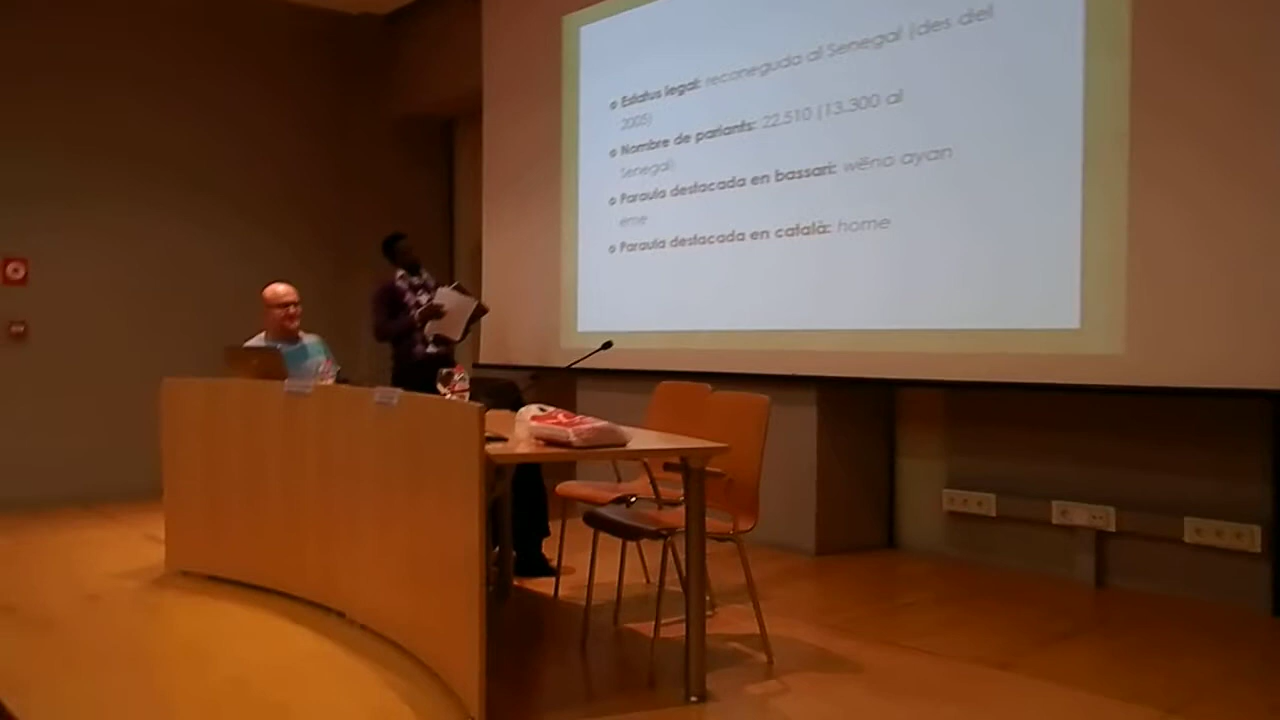 Estatus legal: reconeguda al Senegal (des del
2005)
Nombre de parlants: 22.510 (13.300 al
Senegal)
Paraula destacada en bassari: wëno ayan
eme
Paraula destacada en català: home